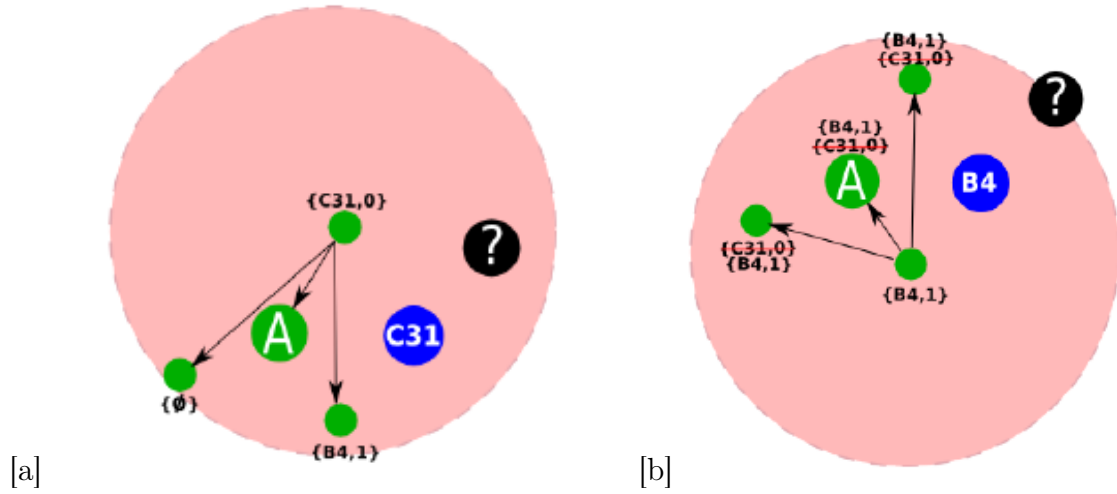 {C31,0}
?
A
C31
{Ø}
{B4,1}
[a]
{B4,1}
{C31,0}
?
{B4,1}
{C31,0}
A
B4
{C31,0}
{B4,1}
{B4,1}
[b]